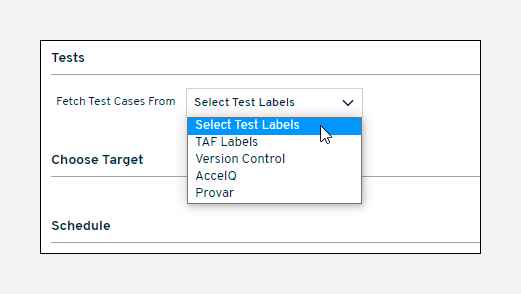 Tests
Fetch Test Cases From Select Test Labels
Select Test Labels
TAF Labels
Version Control
AccelQ
Provar
Choose Target
Schedule